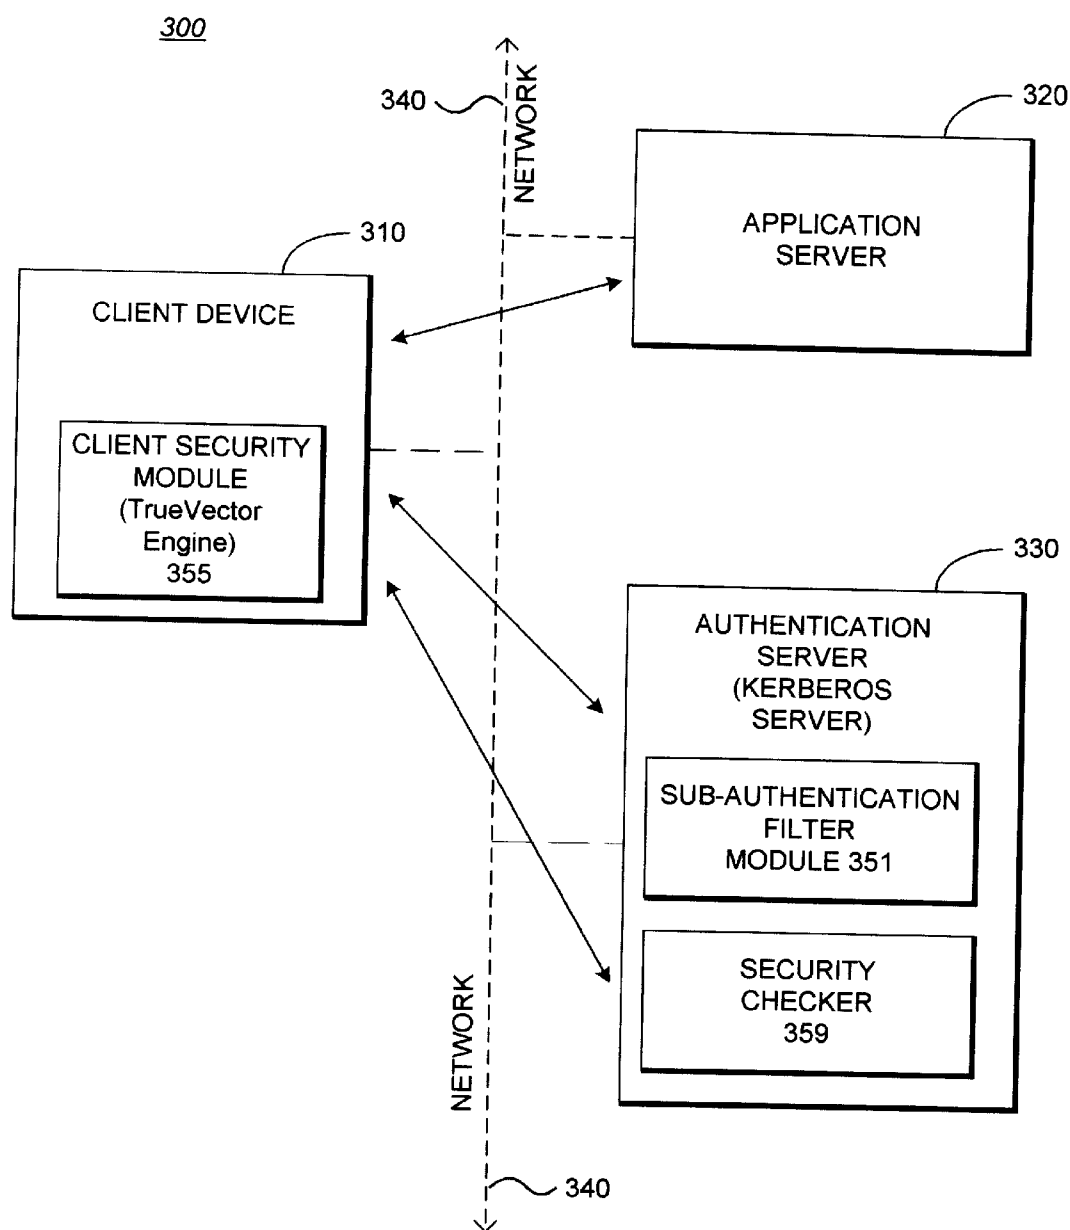 300
340
NETWORK
320
APPLICATION
SERVER
310
CLIENT DEVICE
CLIENT SECURITY
MODULE
(TrueVector
Engine)
355
330
AUTHENTICATION
SERVER
(KERBEROS
SERVER)
SUB-AUTHENTICATION
FILTER
MODULE 351
SECURITY
CHECKER
359
NETWORK
340